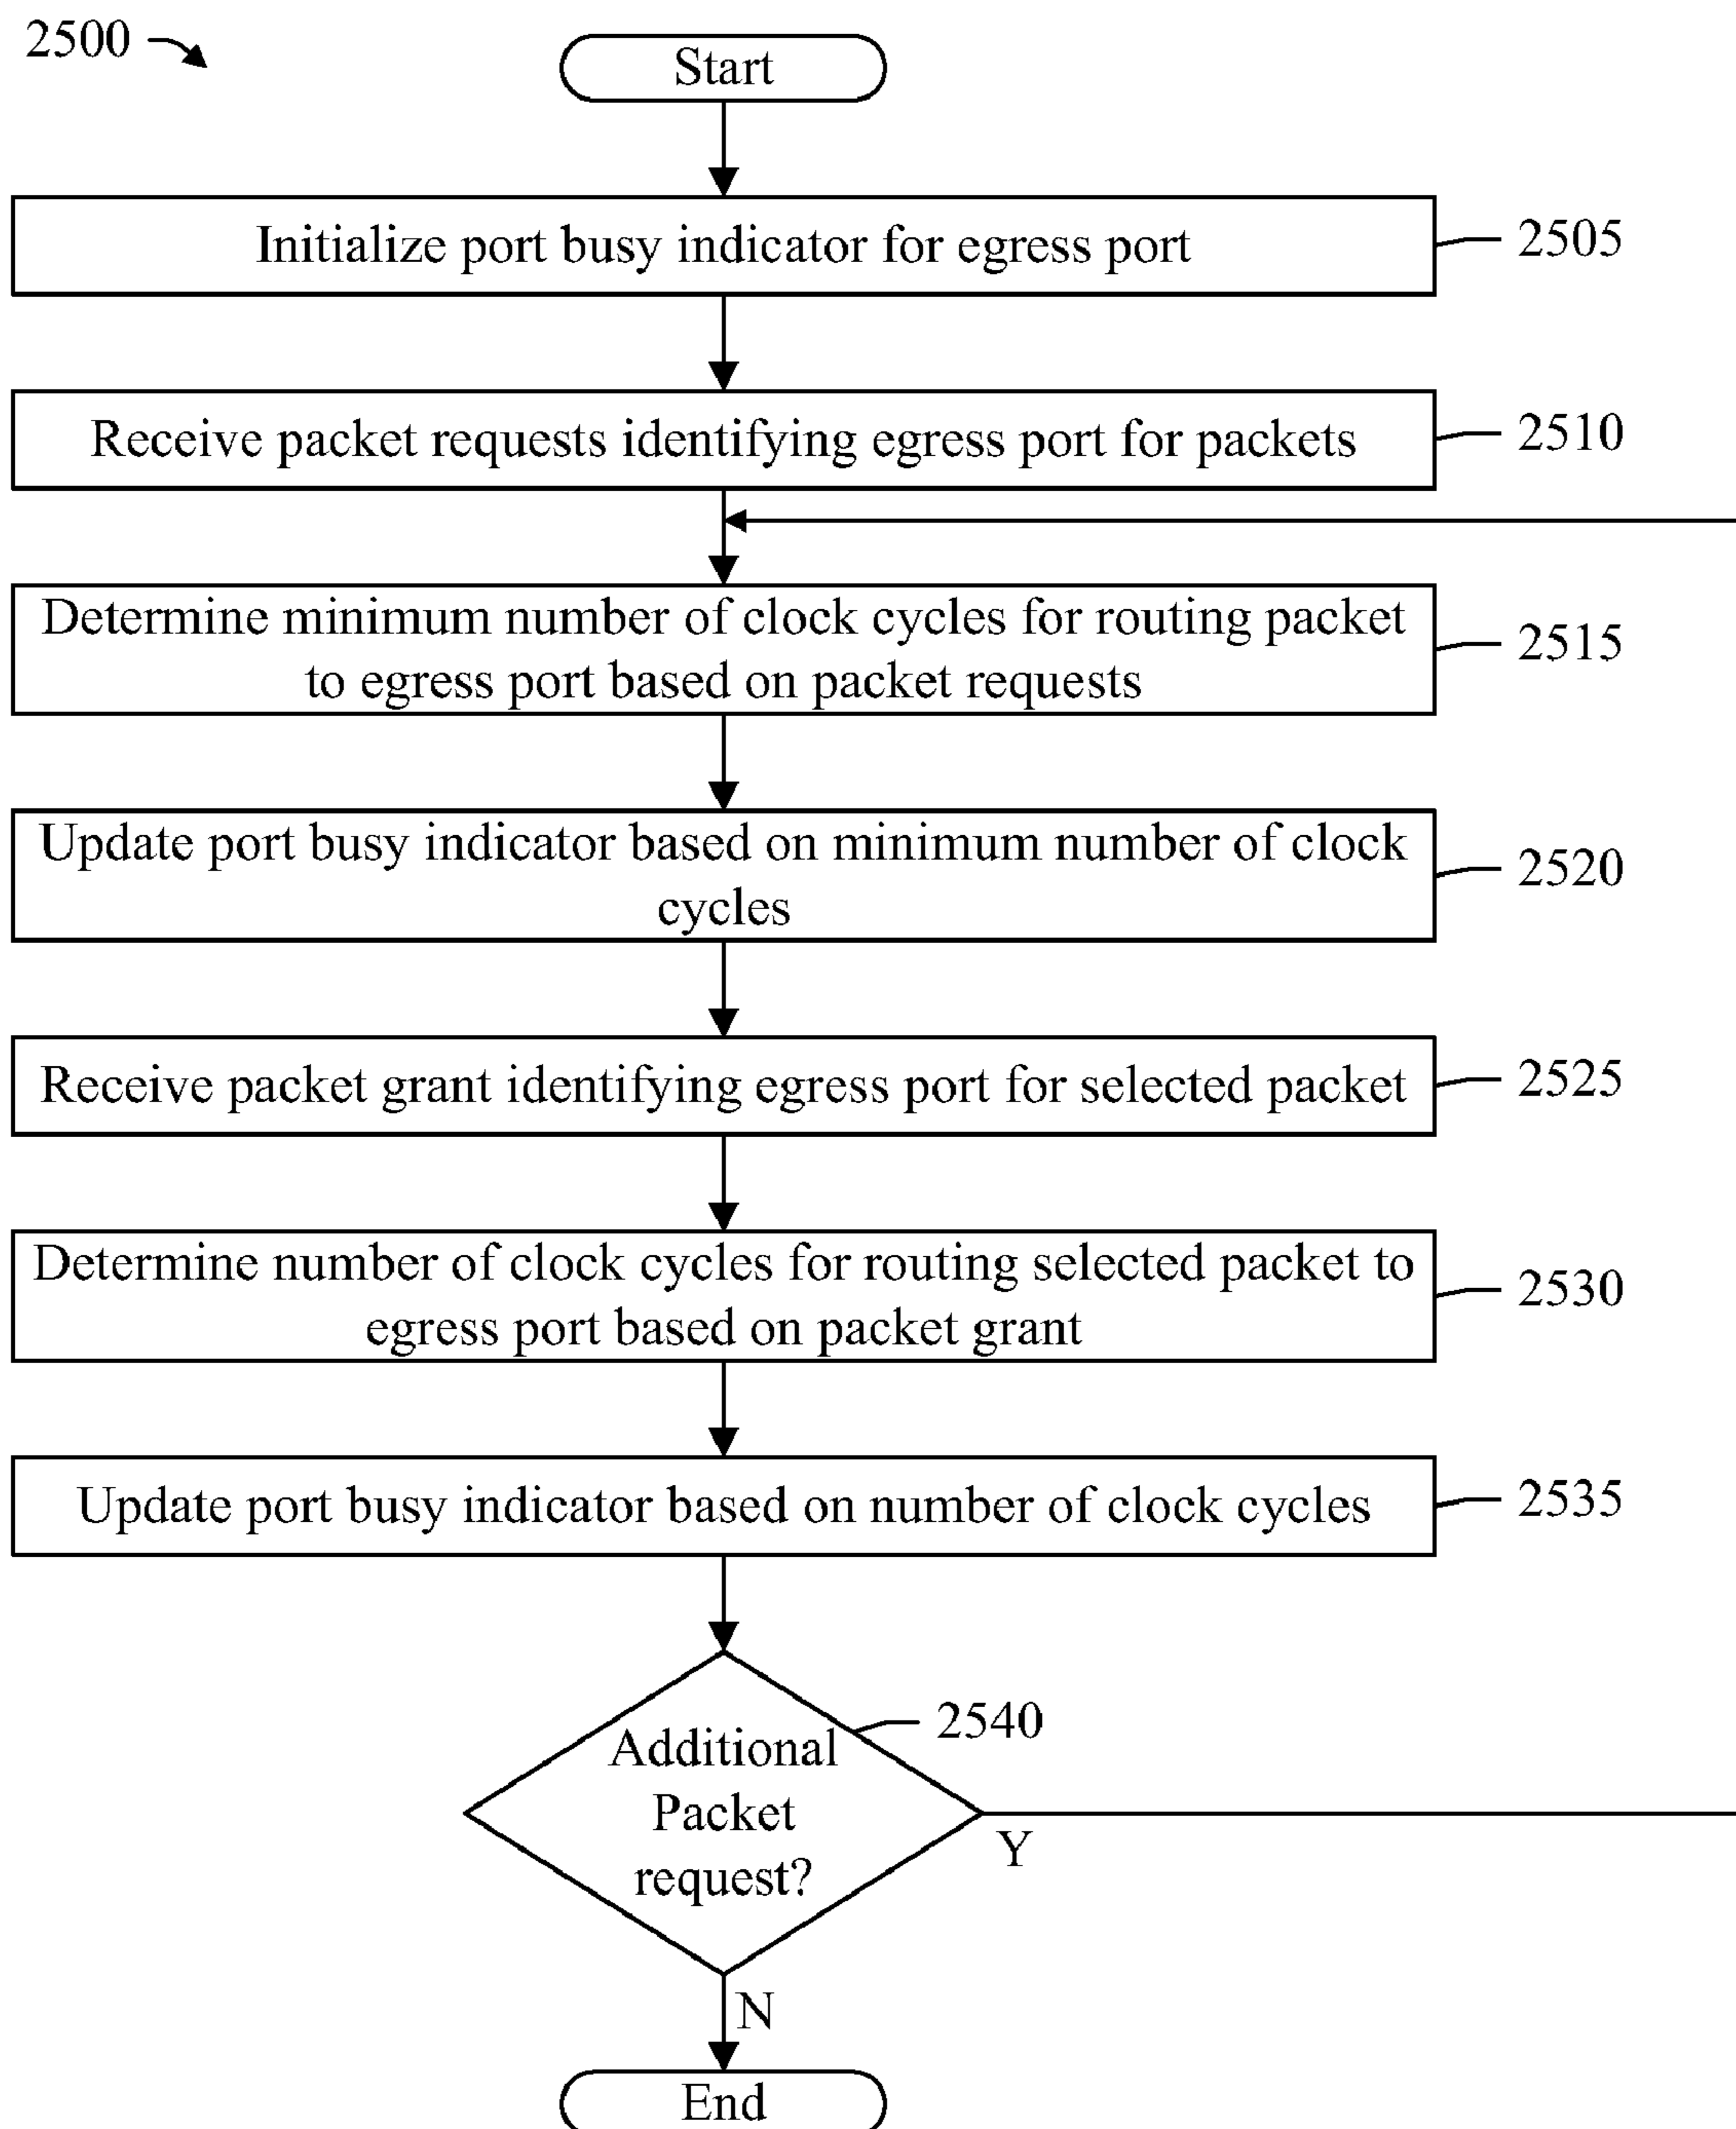 2500
Start
Initialize port busy indicator for egress port
2505
Receive packet requests identifying egress port for packets
2510
Determine minimum number of clock cycles for routing packet
to egress port based on packet requests
2515
Update port busy indicator based on minimum number of clock
cycles
2520
Receive packet grant identifying egress port for selected packet
2525
Determine number of clock cycles for routing selected packet to
egress port based on packet grant
2530
Update port busy indicator based on number of clock cycles
2535
Additional
Packet
request?
2540
Y
N
End